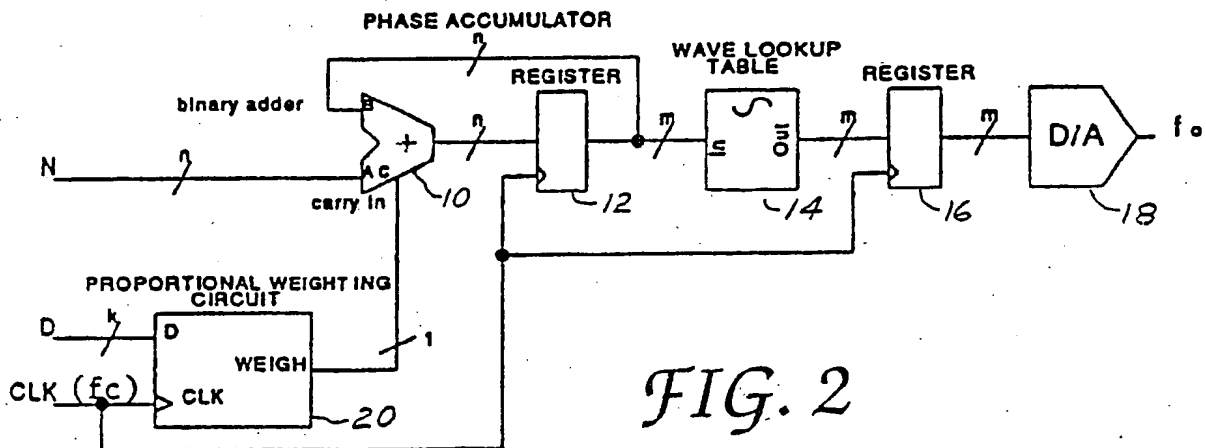 PHASE ACCUMULATOR
n
WAVE LOOKUP
TABLE
REGISTER
REGISTER
binary adder
B
+
n
m
In
Out
m
m
D/A
fo
N
n
A C
carry in
10
12
14
16
18
PROPORTIONAL WEIGHTING
CIRCUIT
D
k
D
WEIGH
1
CLK (fc)
CLK
20
FIG. 2